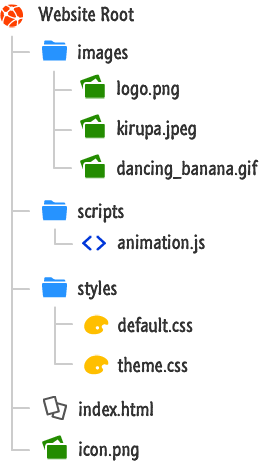 Website Root
images
logo.png
kirupa.jpeg
dancing_banana.gif
scripts
animation.js
styles
default.css
theme.css
index.html
icon.png